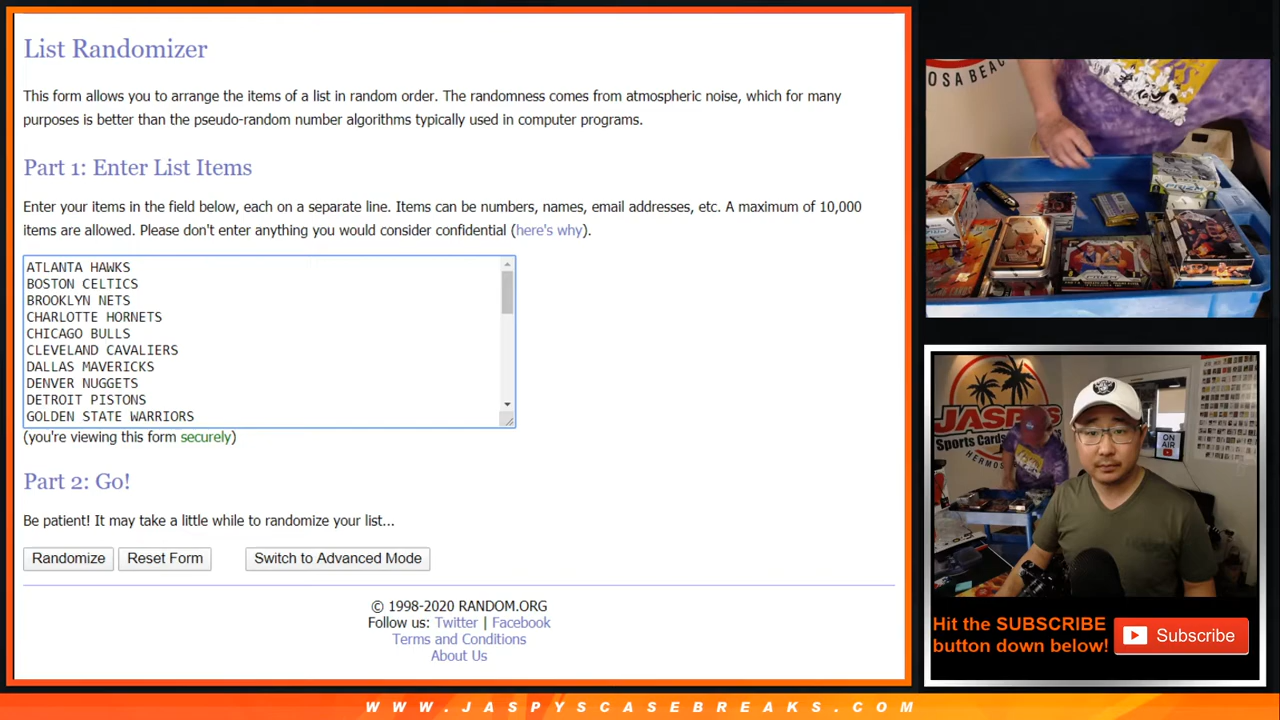 List Randomizer
This form allows you to arrange the items of a list in random order. The randomness comes from atmospheric noise, which for many
purposes is better than the pseudo-random number algorithms typically used in computer programs.
Part 1: Enter List Items
Enter your items in the field below, each on a separate line. Items can be numbers, names, email addresses, etc. A maximum of 10,000
items are allowed. Please don't enter anything you would consider confidential (here's why).
ATLANTA HAWKS
BOSTON CELTICS
BROOKLYN NETS
CHARLOTTE HORNETS
CHICAGO BULLS
CLEVELAND CAVALIERS
DALLAS MAVERICKS
DENVER NUGGETS
DETROIT PISTONS
GOLDEN STATE WARRIORS
(you're viewing this form securely)
Part 2: Go!
Be patient! It may take a little while to randomize your list...
Randomize Reset Form Switch to Advanced Mode
© 1998-2020 RANDOM.ORG
Follow us: Twitter | Facebook
Terms and Conditions
About Us
MOSA BEAC
PRIZM
JASPYS
Sports Cards
HERMOS
ON
AIR
Hit the SUBSCRIBE
button down below!
Subscribe
WWW.JASPYSCASEBREAKS.COM